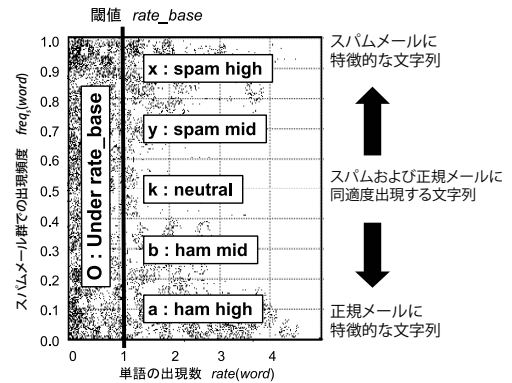 閾値 rate_base
スパムメール群での出現頻度 freqs(word)
1.0
0.9
0.8
0.7
0.6
0.5
0.4
0.3
0.2
0.1
0.0
O : Under rate_base
x : spam high
y : spam mid
k : neutral
b : ham mid
a : ham high
0 1 2 3 4
単語の出現数 rate(word)
スパムメールに
特徴的な文字列
スパムおよび正規メールに
同適度出現する文字列
正規メールに
特徴的な文字列